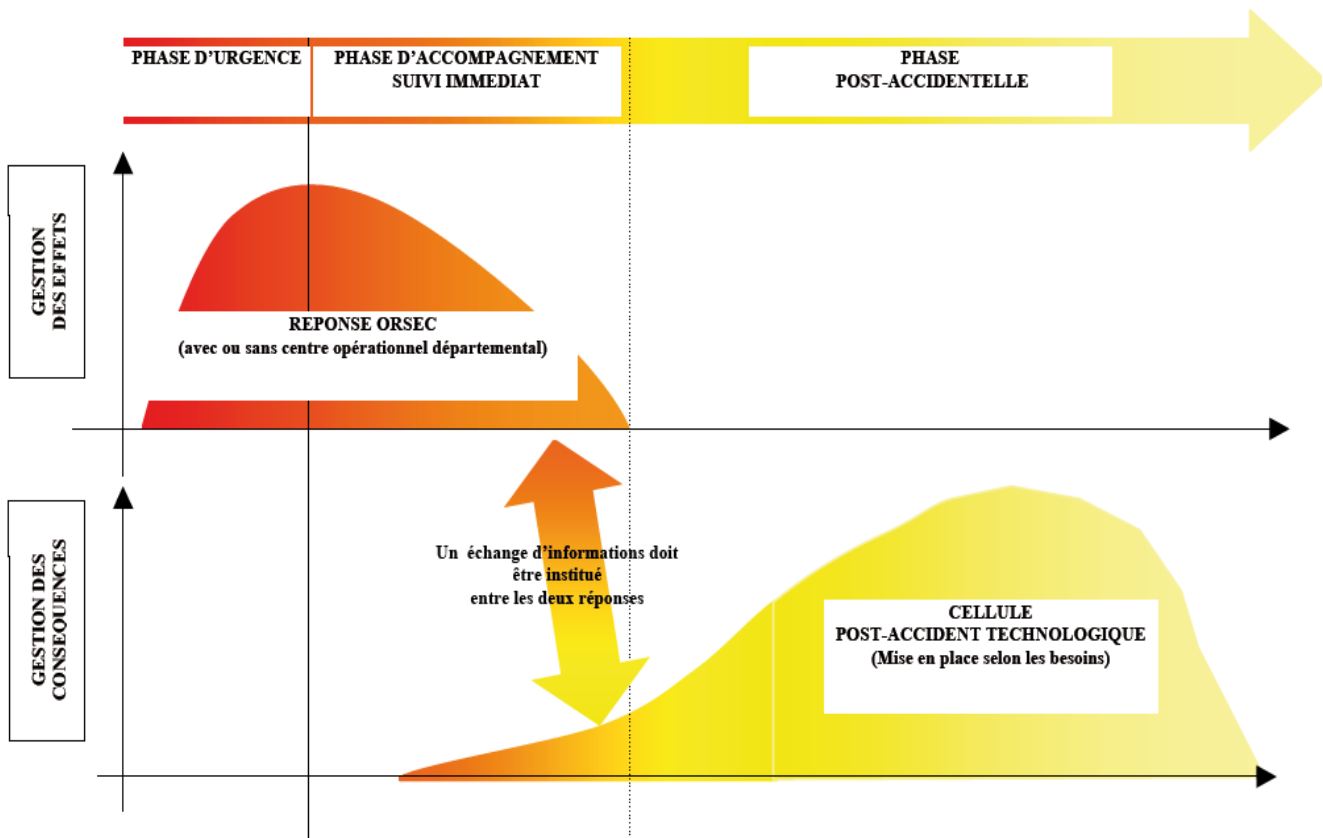 PHASE D'URGENCE
PHASE D'ACCOMPAGNEMENT
SUIVI IMMEDIAT
PHASE
POST-ACCIDENTELLE
GESTION
DES EFFETS
REPONSE ORSEC
(avec ou sans centre opérationnel départemental)
Un échange d'informations doit
être institué
entre les deux réponses
GESTION DES
CONSEQUENCES
CELLULE
POST-ACCIDENT TECHNOLOGIQUE
(Mise en place selon les besoins)